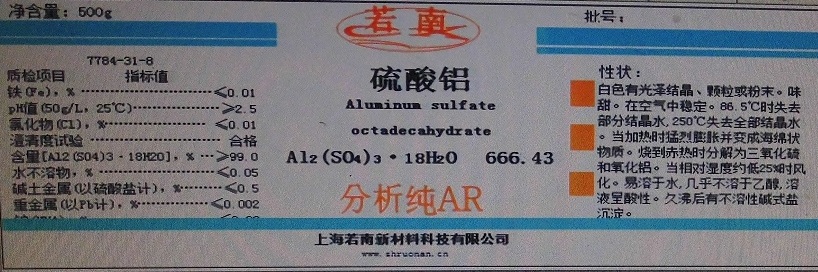 净含量：500g
若南
批号：
7784-31-8
质检项目 指标值
铁(Fe)，% ≤0.01
pH值(50g/L，25℃) ≥2.5
氯化物(Cl)，% ≤0.01
澄清度试验 合格
含量[Al2(SO4)3·18H2O]，% ≥99.0
水不溶物，% ≤0.05
碱土金属(以硫酸盐计)，% ≤0.5
重金属(以Pb计)，% ≤0.002
硫酸铝
Aluminum sulfate
octadecahydrate
Al2(SO4)3·18H2O 666.43
分析纯AR
性状：
白色有光泽结晶、颗粒或粉末。味
甜。在空气中稳定。86.5℃时失去
部分结晶水，250℃失去全部结晶水
。当加热时猛烈膨胀并变成海绵状
物质。烧到赤热时分解为三氧化硫
和氧化铝。当相对湿度约低25%时风
化。易溶于水，几乎不溶于乙醇，溶
液呈酸性。久沸后有不溶性碱式盐
沉淀。
上海若南新材料科技有限公司
www.shruonan.cn